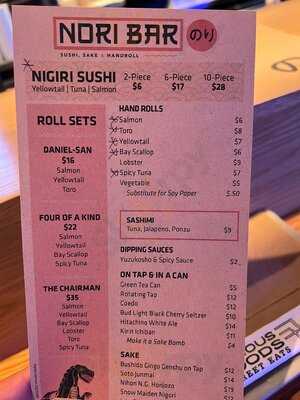 NORI BAR のり
SUSHI, SAKE & HANDROLL
NIGIRI SUSHI
Yellowtail | Tuna | Salmon
2-Piece
$6
6-Piece
$17
10-Piece
$28
ROLL SETS
DANIEL-SAN
$16
Salmon
Yellowtail
Toro
FOUR OF A KIND
$22
Salmon
Yellowtail
Bay Scallop
Spicy Tuna
THE CHAIRMAN
$35
Salmon
Yellowtail
Bay Scallop
Lobster
Toro
Spicy Tuna
HAND ROLLS
Salmon $6
Toro $8
Yellowtail $7
Bay Scallop $6
Lobster $9
Spicy Tuna $7
Vegetable $5
Substitute for Soy Paper $.50
SASHIMI
Tuna, Jalapeno, Ponzu $9
DIPPING SAUCES
Yuzukosho & Spicy Sauce $2
ON TAP & IN A CAN
Green Tea Can $5
Rotating Tap $12
Coedo $12
Bud Light Black Cherry Seltzer $10
Hitachino White Ale $14
Kirin Ichiban $11
Make it a Sake Bomb $4
SAKE
Bushido Ginjo Genshu on Tap $12
Soto Junmai $14
Nihon N.G. Honjozo $19
Snow Maiden Nigori $12
OUS
ODS
REET EATS